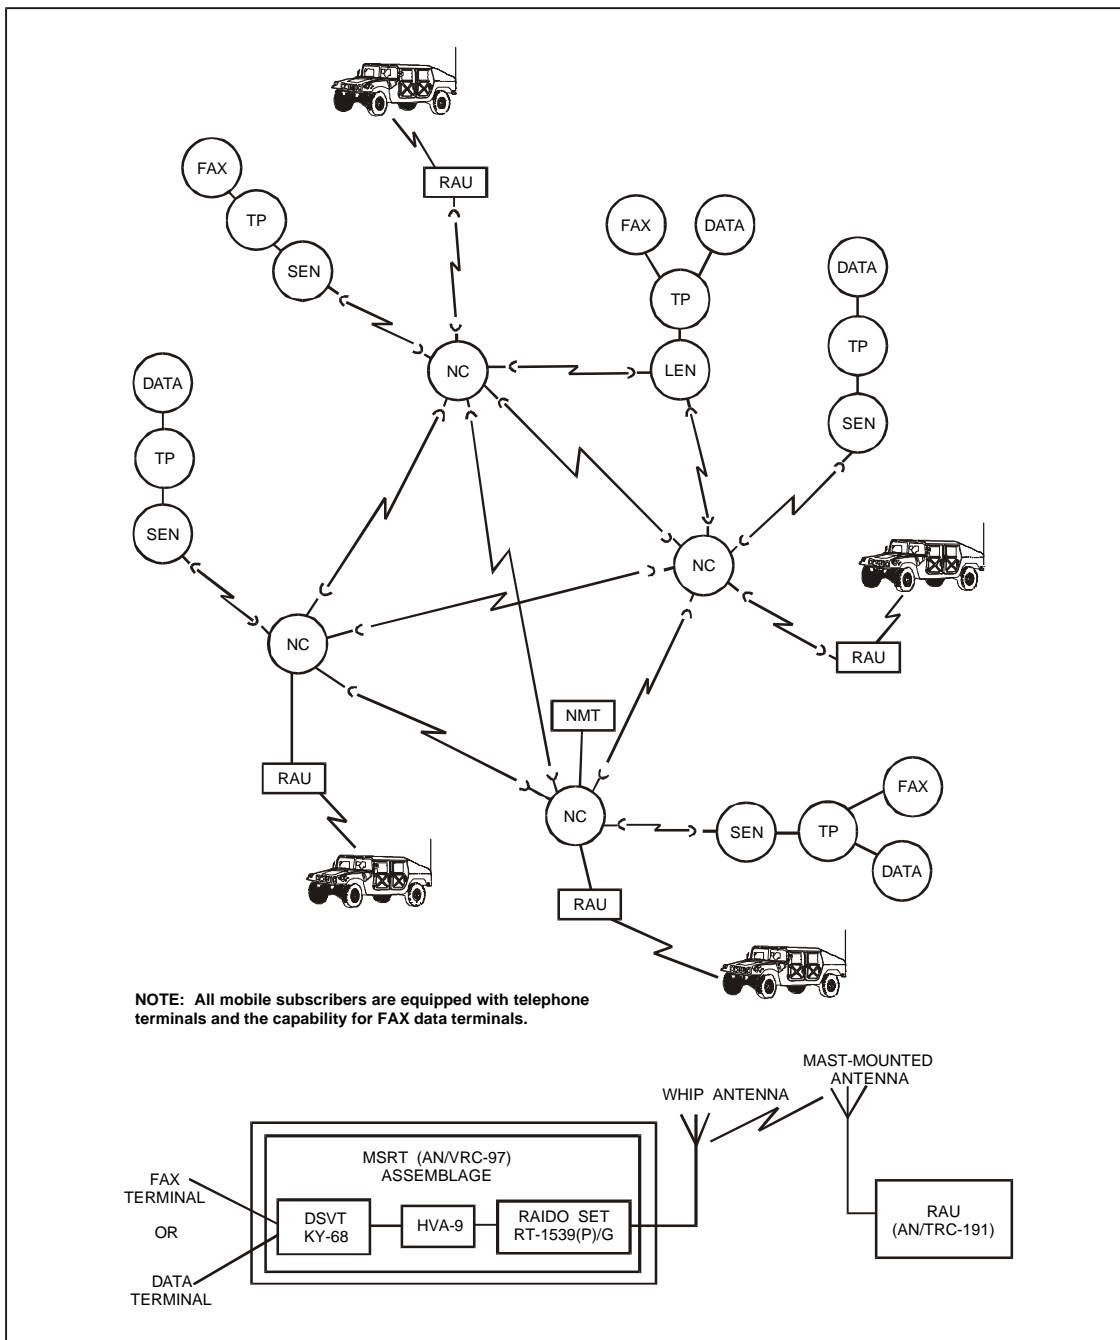 RAU
FAX
TP
SEN
FAX
DATA
TP
LEN
DATA
TP
SEN
NC
DATA
TP
SEN
NC
RAU
NC
RAU
NMT
NC
RAU
SEN
TP
FAX
DATA
NOTE: All mobile subscribers are equipped with telephone
terminals and the capability for FAX data terminals.
MAST-MOUNTED
ANTENNA
WHIP ANTENNA
MSRT (AN/VRC-97)
ASSEMBLAGE
FAX
TERMINAL
OR
DATA
TERMINAL
DSVT
KY-68
HVA-9
RAIDO SET
RT-1539(P)/G
RAU
(AN/TRC-191)